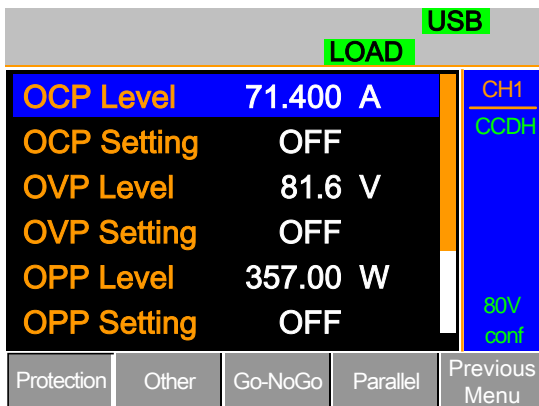 USB
LOAD
OCP Level 71.400 A
OCP Setting OFF
OVP Level 81.6 V
OVP Setting OFF
OPP Level 357.00 W
OPP Setting OFF
CH1
CCDH
80V
conf
Protection Other Go-NoGo Parallel Previous
Menu